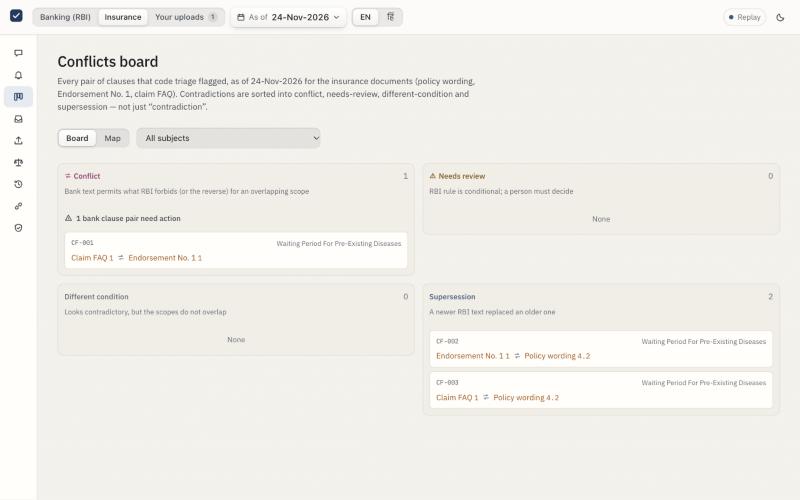 Banking (RBI) Insurance Your uploads 1 As of 24-Nov-2026 EN हिं Replay
Conflicts board
Every pair of clauses that code triage flagged, as of 24-Nov-2026 for the insurance documents (policy wording,
Endorsement No. 1, claim FAQ). Contradictions are sorted into conflict, needs-review, different-condition and
supersession — not just “contradiction”.
Board Map All subjects
Conflict 1
Bank text permits what RBI forbids (or the reverse) for an overlapping scope
1 bank clause pair need action
CF-001 Waiting Period For Pre-Existing Diseases
Claim FAQ 1 ⇄ Endorsement No. 1 1
Needs review 0
RBI rule is conditional; a person must decide
None
Different condition 0
Looks contradictory, but the scopes do not overlap
None
Supersession 2
A newer RBI text replaced an older one
CF-002 Waiting Period For Pre-Existing Diseases
Endorsement No. 1 1 ⇄ Policy wording 4.2
CF-003 Waiting Period For Pre-Existing Diseases
Claim FAQ 1 ⇄ Policy wording 4.2